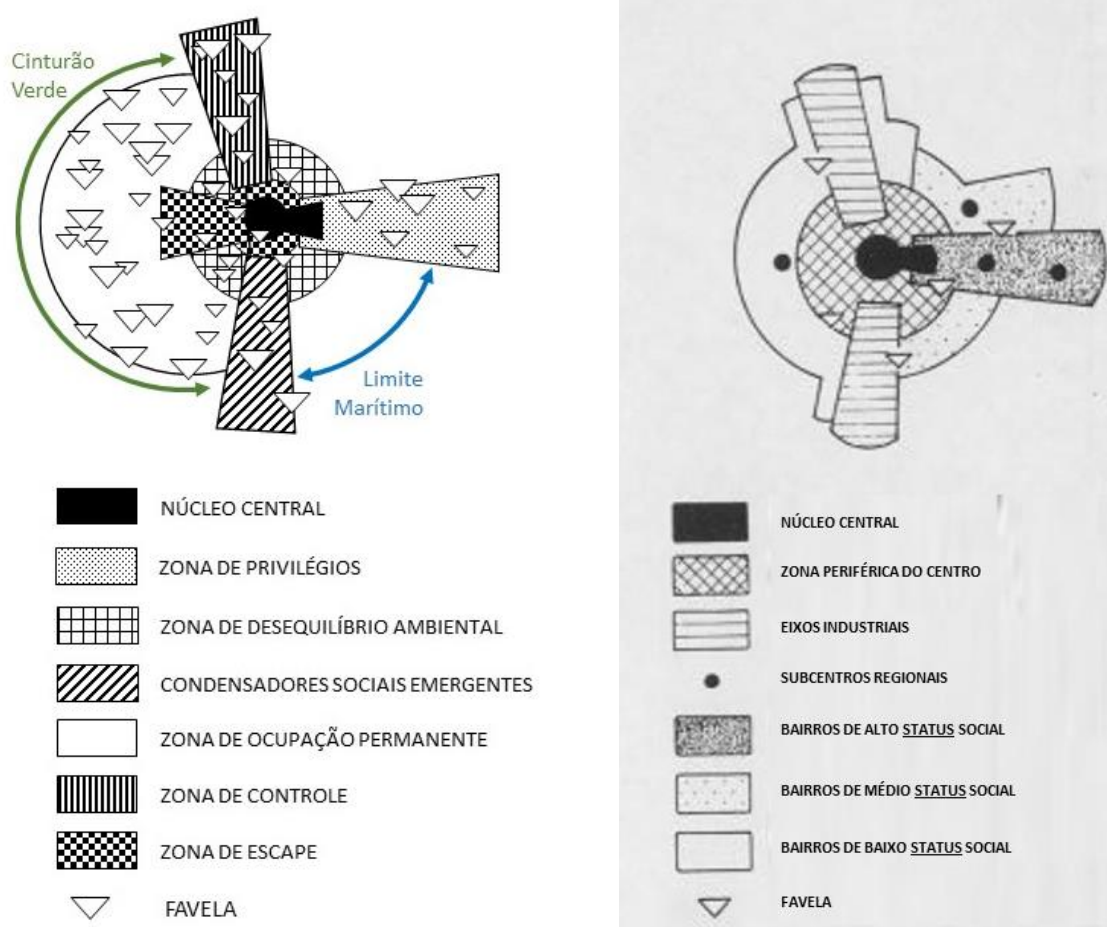 Cinturão
Verde
Limite
Marítimo
NÚCLEO CENTRAL
ZONA DE PRIVILÉGIOS
ZONA DE DESEQUILÍBRIO AMBIENTAL
CONDENSADORES SOCIAIS EMERGENTES
ZONA DE OCUPAÇÃO PERMANENTE
ZONA DE CONTROLE
ZONA DE ESCAPE
FAVELA
NÚCLEO CENTRAL
ZONA PERIFÉRICA DO CENTRO
EIXOS INDUSTRIAIS
SUBCENTROS REGIONAIS
BAIRROS DE ALTO STATUS SOCIAL
BAIRROS DE MÉDIO STATUS SOCIAL
BAIRROS DE BAIXO STATUS SOCIAL
FAVELA